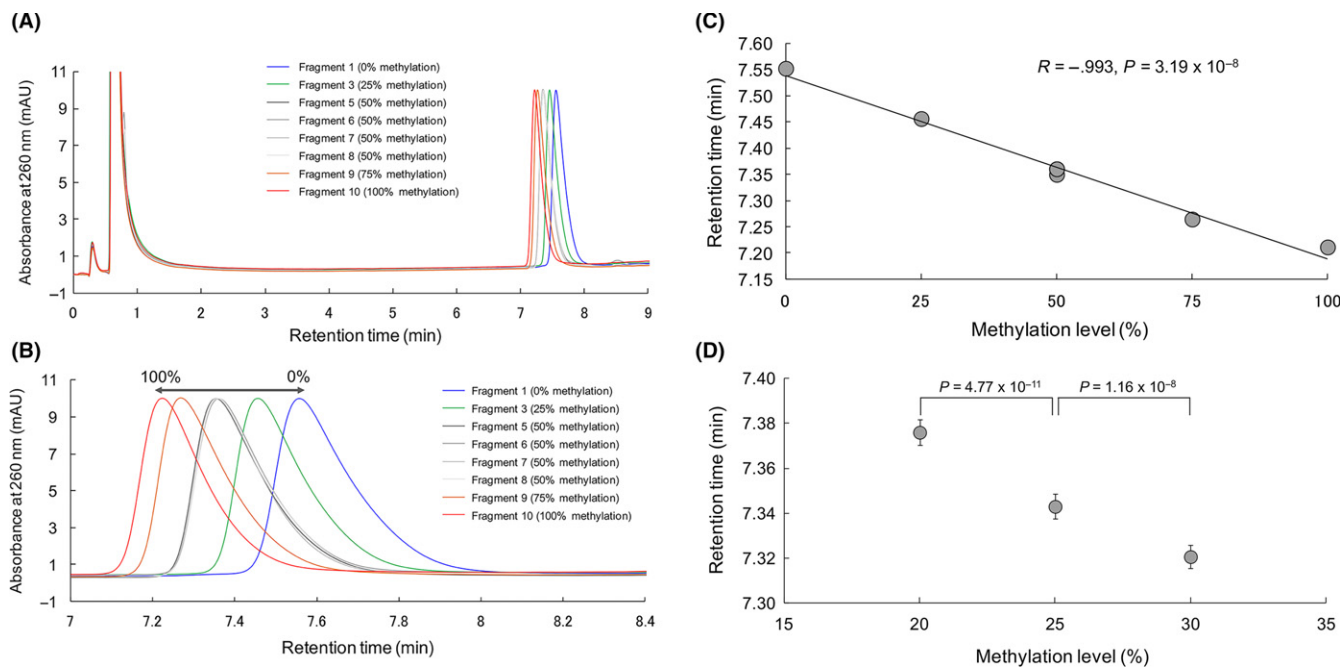 (A)
Absorbance at 260 nm (mAU)
11
9
7
5
3
1
–1
Fragment 1 (0% methylation)
Fragment 3 (25% methylation)
Fragment 5 (50% methylation)
Fragment 6 (50% methylation)
Fragment 7 (50% methylation)
Fragment 8 (50% methylation)
Fragment 9 (75% methylation)
Fragment 10 (100% methylation)
0 1 2 3 4 5 6 7 8 9
Retention time (min)
(B)
Absorbance at 260 nm (mAU)
11
9
7
5
3
1
–1
100% 0%
Fragment 1 (0% methylation)
Fragment 3 (25% methylation)
Fragment 5 (50% methylation)
Fragment 6 (50% methylation)
Fragment 7 (50% methylation)
Fragment 8 (50% methylation)
Fragment 9 (75% methylation)
Fragment 10 (100% methylation)
7 7.2 7.4 7.6 7.8 8 8.2 8.4
Retention time (min)
(C)
Retention time (min)
7.60
7.55
7.50
7.45
7.40
7.35
7.30
7.25
7.20
7.15
R = –.993, P = 3.19 x 10⁻⁸
0 25 50 75 100
Methylation level (%)
(D)
Retention time (min)
7.40
7.38
7.36
7.34
7.32
7.30
P = 4.77 x 10⁻¹¹ P = 1.16 x 10⁻⁸
15 20 25 30 35
Methylation level (%)